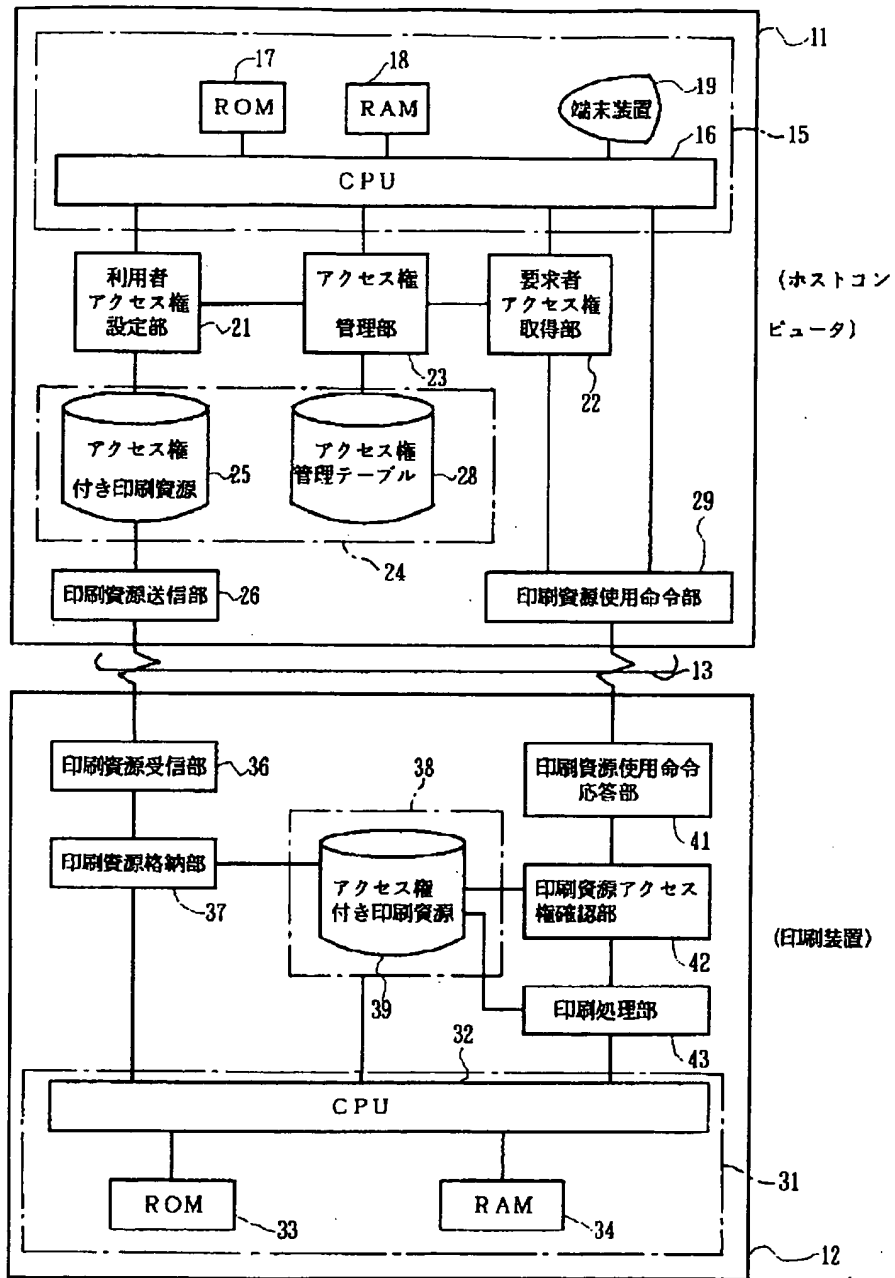 11
17
18
19
ROM
RAM
端末装置
15
16
CPU
利用者
アクセス権
設定部
21
アクセス権
管理部
23
要求者
アクセス権
取得部
22
(ホストコン
ピュータ)
アクセス権
付き印刷資源
25
アクセス権
管理テーブル
28
24
29
印刷資源送信部
26
印刷資源使用命令部
13
印刷資源受信部
36
38
印刷資源使用命令
応答部
41
印刷資源格納部
37
アクセス権
付き印刷資源
39
印刷資源アクセス
権確認部
42
(印刷装置)
印刷処理部
43
32
CPU
31
ROM
33
RAM
34
12